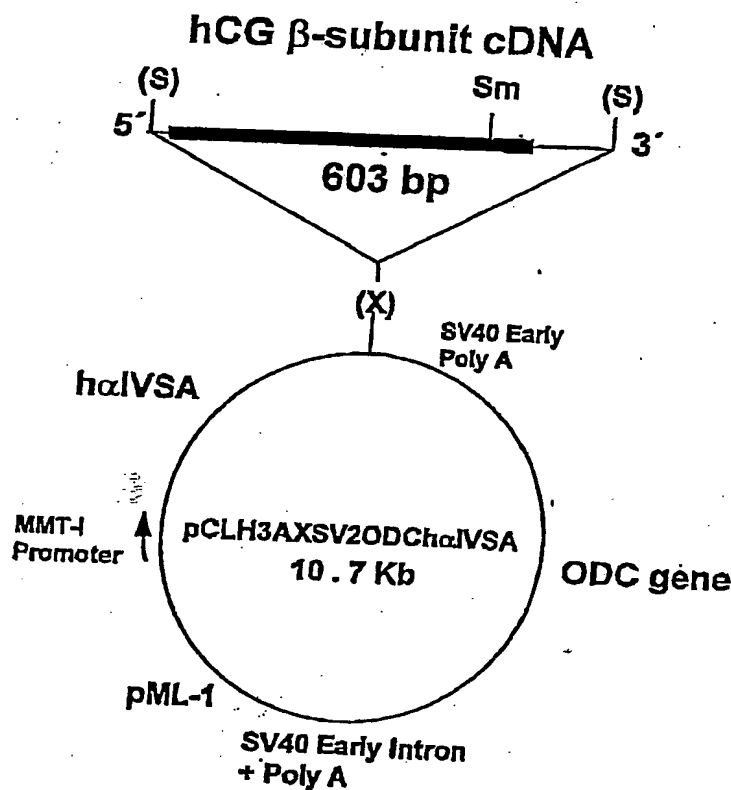 hCG β-subunit cDNA
(S)
Sm
(S)
5´
3´
603 bp
(X)
SV40 Early
Poly A
hαIVSA
MMT-I
Promoter
pCLH3AXSV2ODChαIVSA
10.7 Kb
ODC gene
pML-1
SV40 Early Intron
+ Poly A